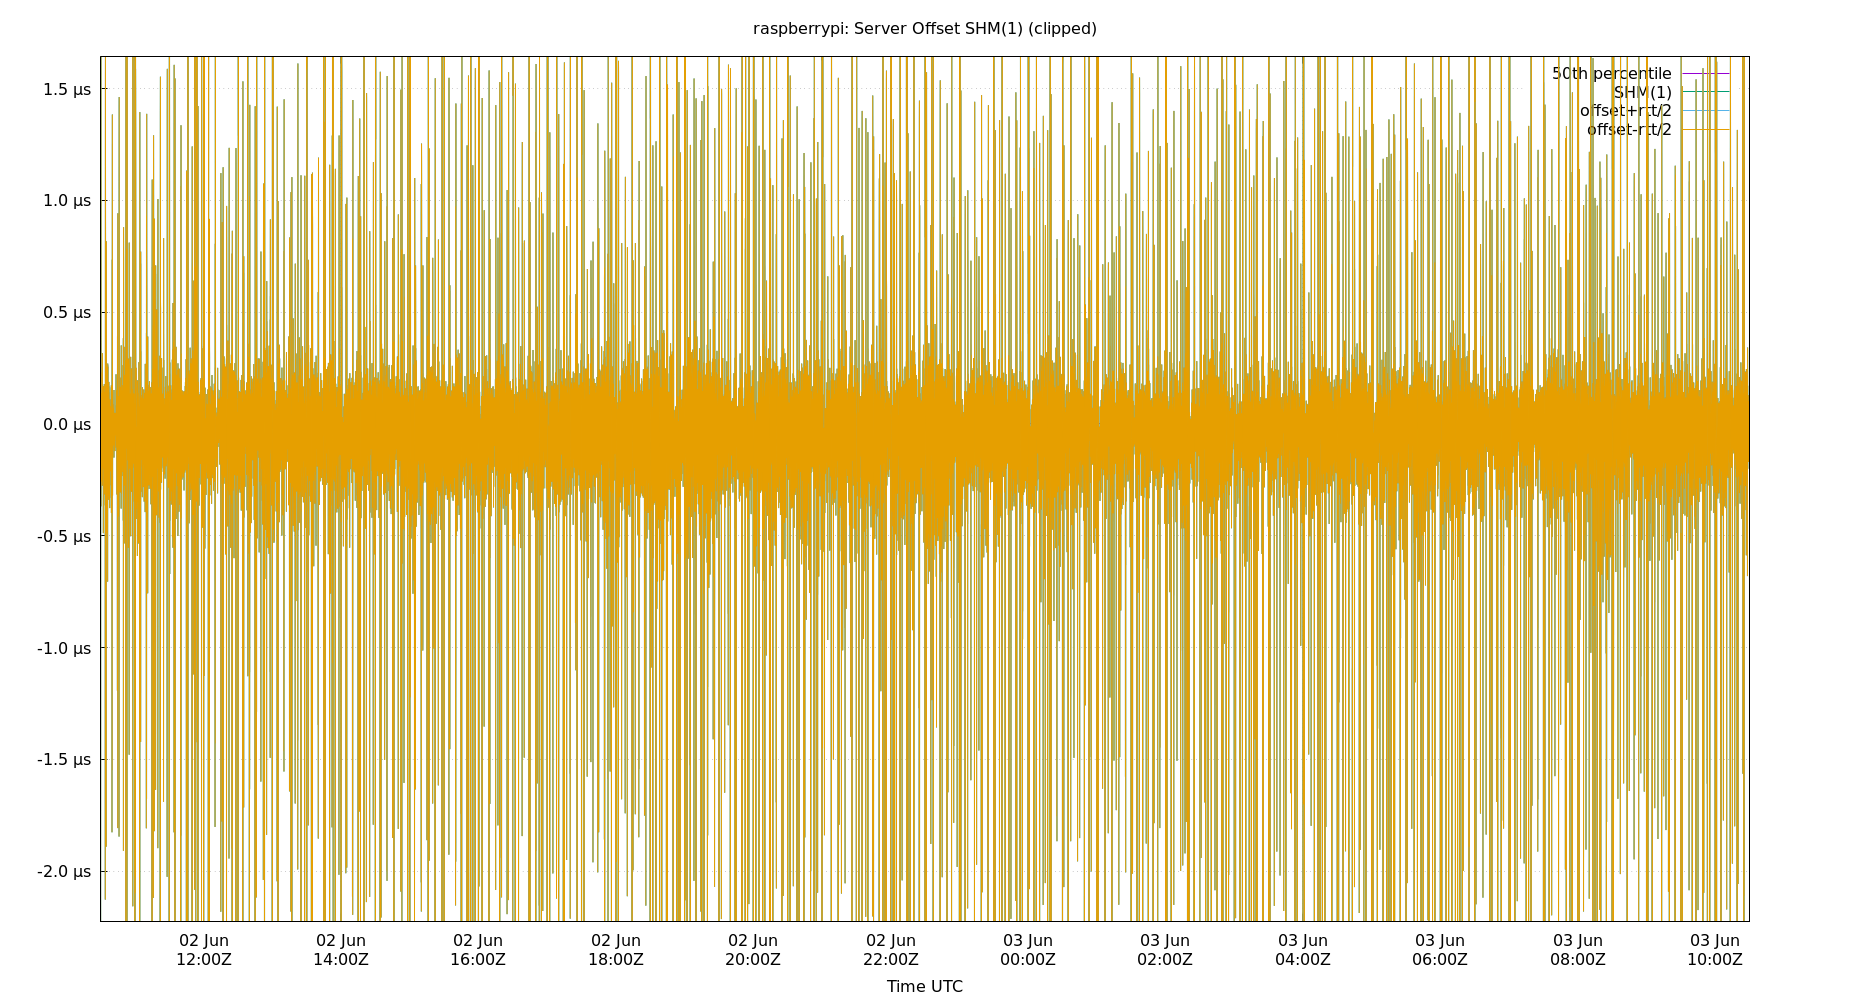 raspberrypi: Server Offset SHM(1) (clipped)
50th percentile
SHM(1)
offset+rtt/2
offset-rtt/2
1.5 µs
1.0 µs
0.5 µs
0.0 µs
-0.5 µs
-1.0 µs
-1.5 µs
-2.0 µs
02 Jun 02 Jun 02 Jun 02 Jun 02 Jun 02 Jun 03 Jun 03 Jun 03 Jun 03 Jun 03 Jun 03 Jun
12:00Z 14:00Z 16:00Z 18:00Z 20:00Z 22:00Z 00:00Z 02:00Z 04:00Z 06:00Z 08:00Z 10:00Z
Time UTC